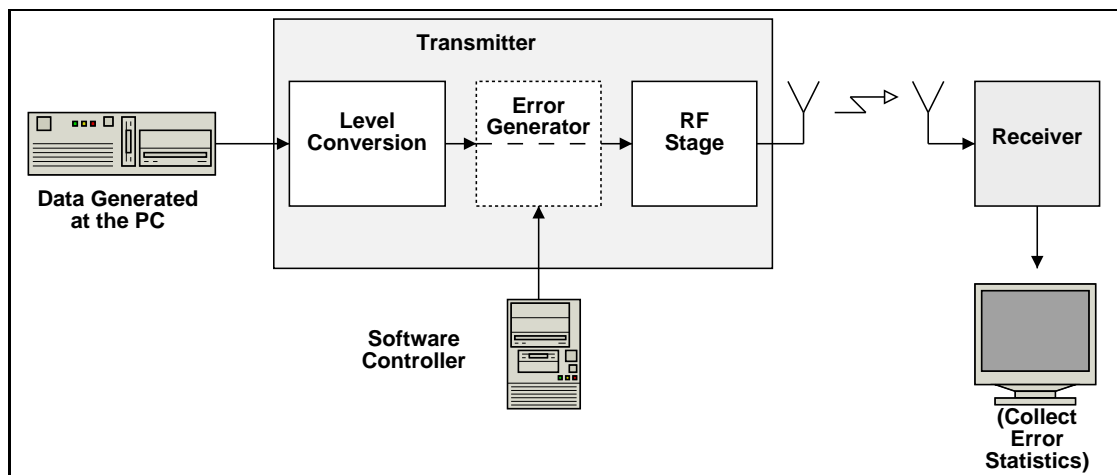 Transmitter
Level
Conversion
Error
Generator
RF
Stage
Receiver
Data Generated
at the PC
Software
Controller
(Collect
Error
Statistics)